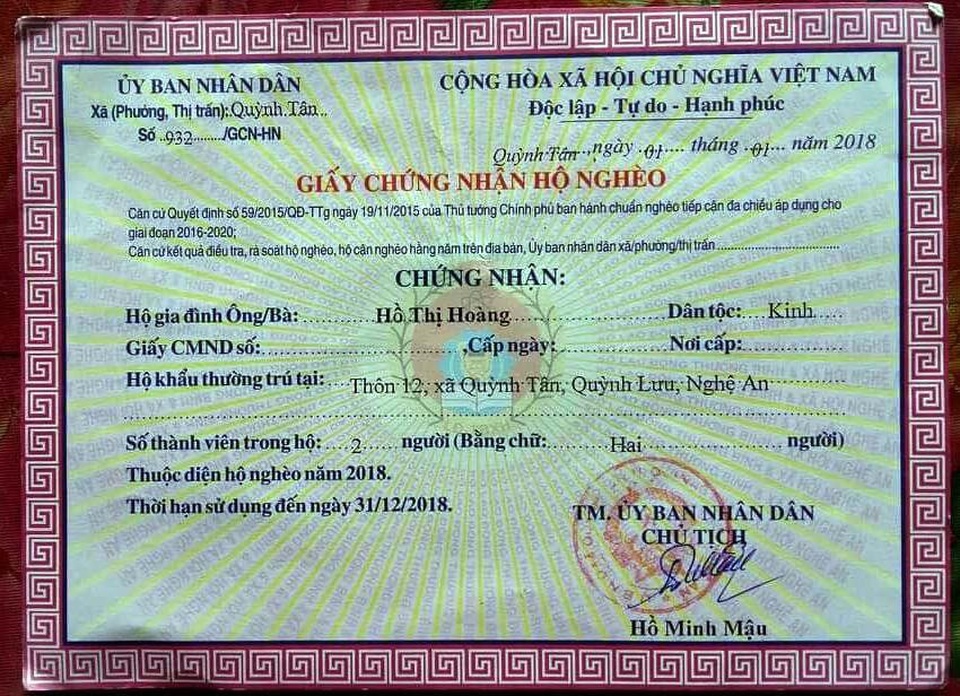 ỦY BAN NHÂN DÂN
CỘNG HÒA XÃ HỘI CHỦ NGHĨA VIỆT NAM
Xã (Phường, Thị trấn):.Quỳnh Tân..
Độc lập - Tự do - Hạnh phúc
Số ..932......../GCN-HN
Quỳnh Tân..,ngày .01.... tháng .01... năm 2018
GIẤY CHỨNG NHẬN HỘ NGHÈO
Căn cứ Quyết định số 59/2015/QĐ-TTg ngày 19/11/2015 của Thủ tướng Chính phủ ban hành chuẩn nghèo tiếp cận đa chiều áp dụng cho
giai đoạn 2016-2020;
Căn cứ kết quả điều tra, rà soát hộ nghèo, hộ cận nghèo hàng năm trên địa bàn, Ủy ban nhân dân xã/phường/thị trấn ..............................
CHỨNG NHẬN:
Hộ gia đình Ông/Bà:............Hồ Thị Hoàng..........................Dân tộc:....Kinh.....
Giấy CMND số:...................................,Cấp ngày:....................Nơi cấp:..................
Hộ khẩu thường trú tại:....Thôn 12, xã Quỳnh Tân, Quỳnh Lưu, Nghệ An.............
Số thành viên trong hộ:.....2...... người (Bằng chữ:...........Hai........................ người)
Thuộc diện hộ nghèo năm 2018.
Thời hạn sử dụng đến ngày 31/12/2018.
TM. ỦY BAN NHÂN DÂN
CHỦ TỊCH
Hồ Minh Mậu